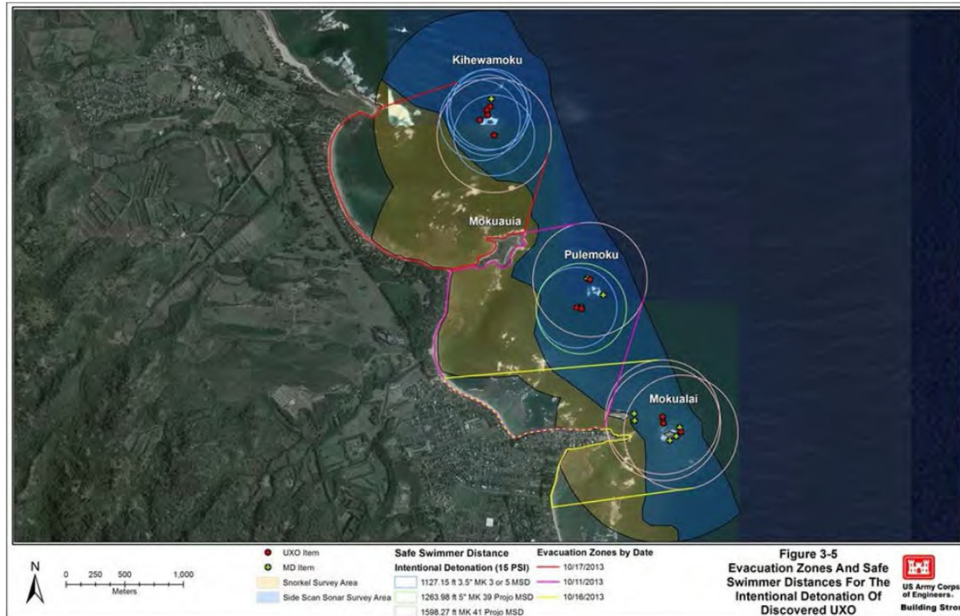 Kihewamoku
Mokuauia
Pulemoku
Mokualai
N
0 250 500 1,000
Meters
UXO Item
MD Item
Snorkel Survey Area
Side Scan Sonar Survey Area
Safe Swimmer Distance
Intentional Detonation (15 PSI)
1127.15 ft 3.5" MK 3 or 5 MSD
1263.98 ft 5" MK 39 Projo MSD
1598.27 ft MK 41 Projo MSD
Evacuation Zones by Date
10/17/2013
10/11/2013
10/16/2013
Figure 3-5
Evacuation Zones And Safe
Swimmer Distances For The
Intentional Detonation Of
Discovered UXO
US Army Corps
of Engineers.
Building Stro